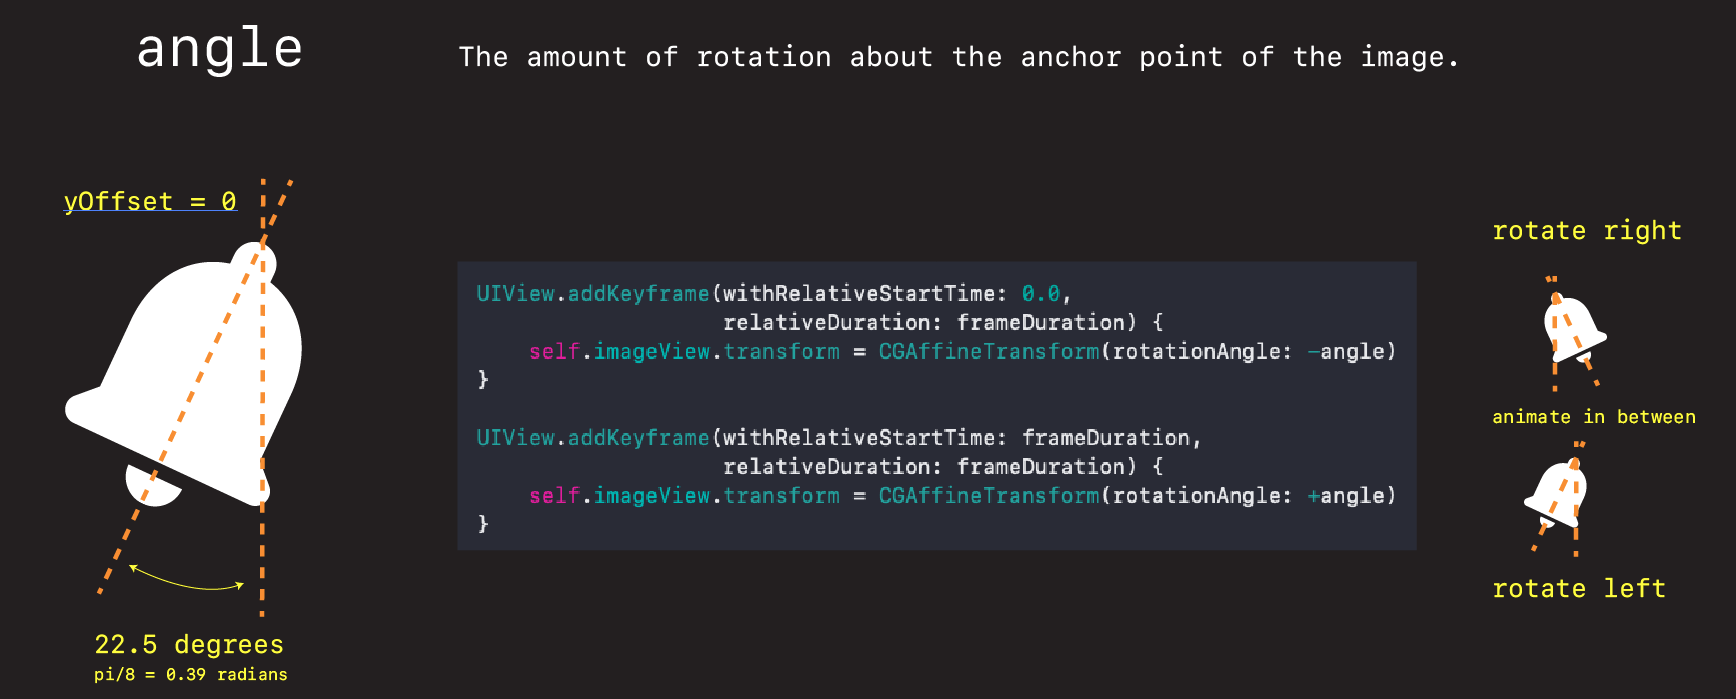 angle
The amount of rotation about the anchor point of the image.
yOffset = 0
22.5 degrees
pi/8 = 0.39 radians
UIView.addKeyframe(withRelativeStartTime: 0.0,
relativeDuration: frameDuration) {
self.imageView.transform = CGAffineTransform(rotationAngle: -angle)
}
UIView.addKeyframe(withRelativeStartTime: frameDuration,
relativeDuration: frameDuration) {
self.imageView.transform = CGAffineTransform(rotationAngle: +angle)
}
rotate right
animate in between
rotate left